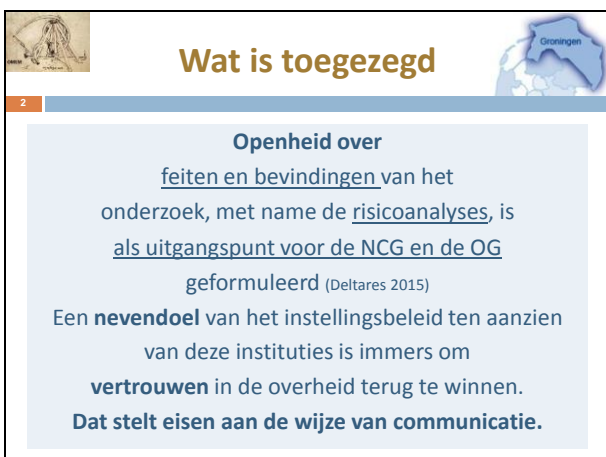 Wat is toegezegd
Groningen
2
Openheid over
feiten en bevindingen van het
onderzoek, met name de risicoanalyses, is
als uitgangspunt voor de NCG en de OG
geformuleerd (Deltares 2015)
Een nevendoel van het instellingsbeleid ten aanzien
van deze instituties is immers om
vertrouwen in de overheid terug te winnen.
Dat stelt eisen aan de wijze van communicatie.